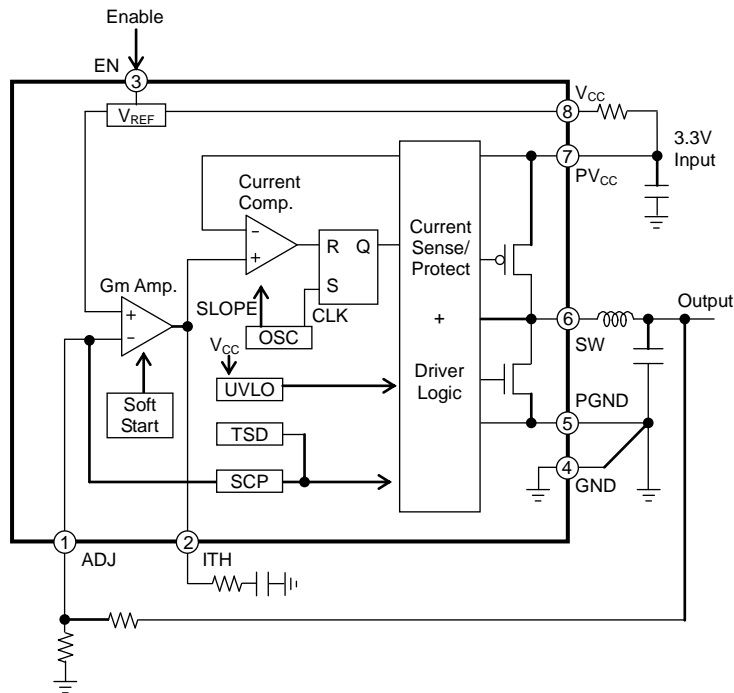 Enable
EN
3
VCC
8
VREF
3.3V
Input
7
PVCC
Current
Comp.
-
+
R Q
S
Current
Sense/
Protect
+
Driver
Logic
Gm Amp.
+
-
SLOPE
CLK
OSC
Output
6
SW
VCC
UVLO
Soft
Start
TSD
SCP
PGND
5
4
GND
1
ADJ
2
ITH